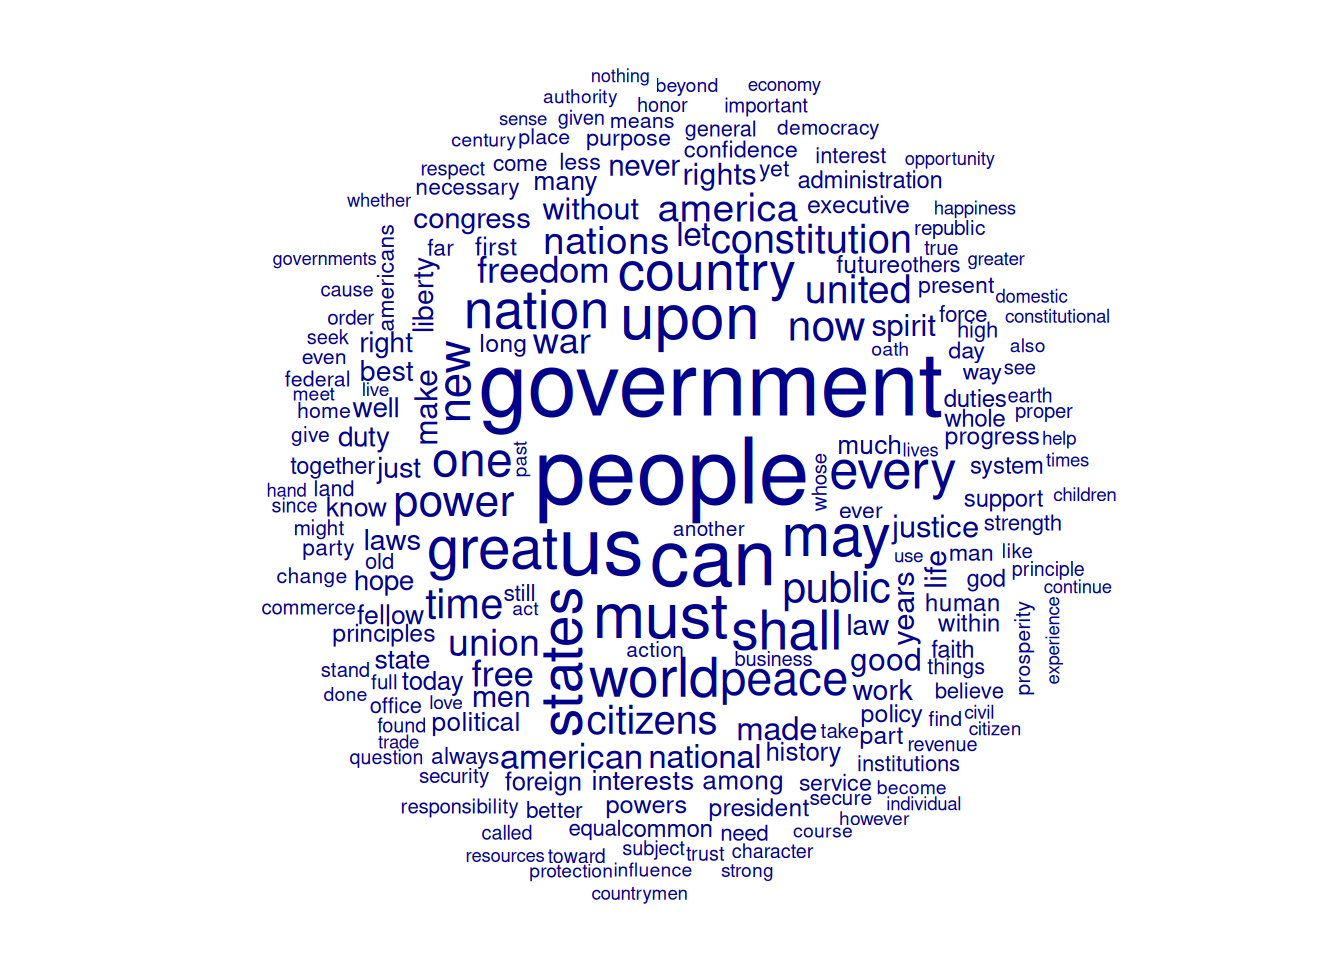 nothing
beyond
economy
authority
honor
important
sense
given
means
century
place
purpose
general
democracy
confidence
interest
opportunity
respect
come
less
never
rights
yet
administration
necessary
many
whether
congress
without
america
executive
happiness
republic
governments
americans
far
first
nations
let
constitution
true
freedom
country
future
others
greater
cause
liberty
nation
upon
united
present
domestic
order
now
spirit
force
high
constitutional
seek
right
long
war
oath
day
also
even
best
new
government
way
see
federal
live
meet
home
well
make
duties
earth
whole
proper
give
duty
one
past
people
much
lives
progress
help
together
just
whose
every
system
times
hand
land
since
know
power
support
children
might
another
ever
may
justice
strength
party
laws
great
us
can
use
life
man
like
old
change
hope
public
years
god
principle
continue
commerce
fellow
time
still
act
states
must
shall
law
human
within
prosperity
experience
principles
union
action
business
good
faith
things
stand
state
full
today
free
world
peace
work
believe
done
office
love
men
citizens
made
take
policy
find
civil
found
political
part
citizen
trade
question
always
american
national
history
revenue
institutions
security
foreign
interests
among
service
become
responsibility
better
powers
president
secure
individual
however
called
equal
common
need
course
resources
toward
subject
trust
character
protection
influence
strong
countrymen